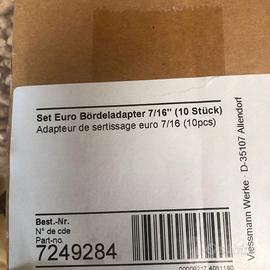 Set Euro Bördeladapter 7/16" (10 Stück)
Adapteur de sertissage euro 7/16 (10pcs)
Best.-Nr.
N° de cde
Part-no.
7249284
Viessmann Werke · D-35107 Allendorf